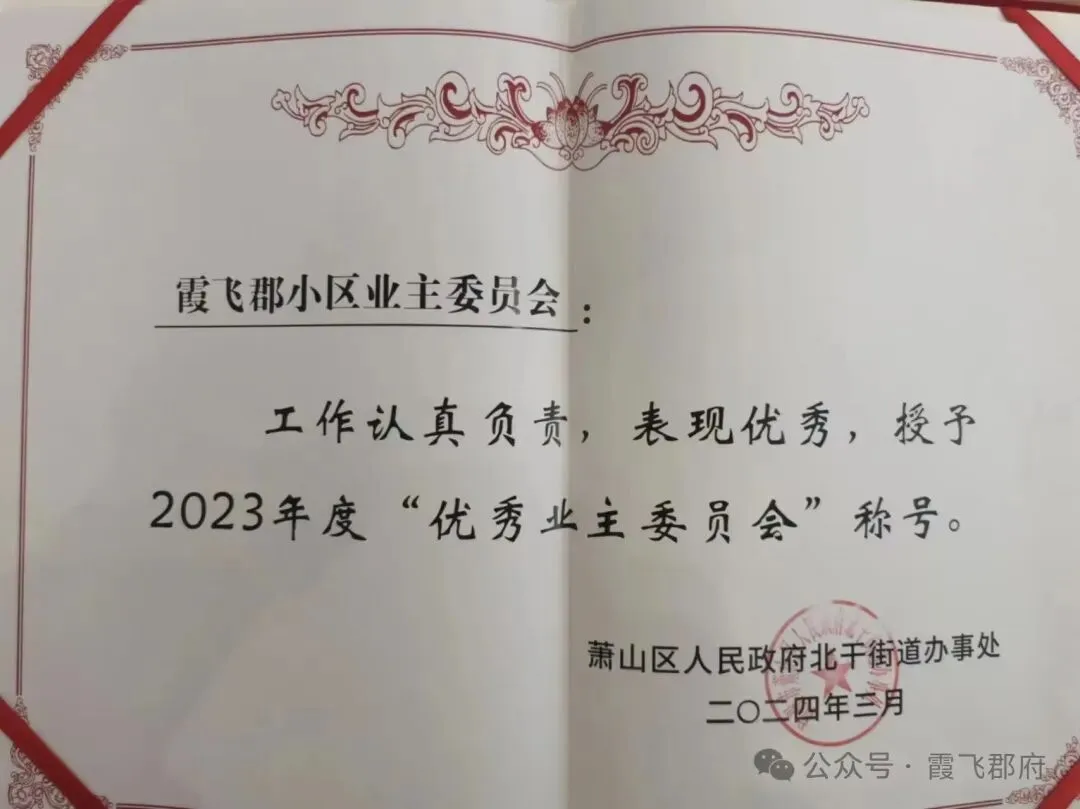 霞飞郡小区业主委员会：
工作认真负责，表现优秀，授予
2023年度“优秀业主委员会”称号。
萧山区人民政府北干街道办事处
二〇二四年三月
公众号·霞飞郡府